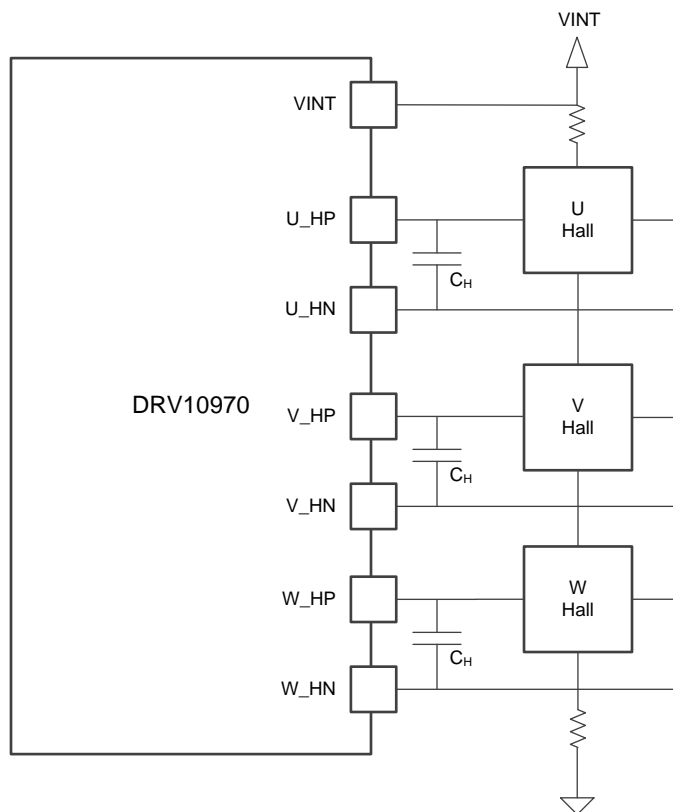 VINT
VINT
U_HP
U
Hall
C_H
U_HN
DRV10970
V_HP
V
Hall
C_H
V_HN
W_HP
W
Hall
C_H
W_HN